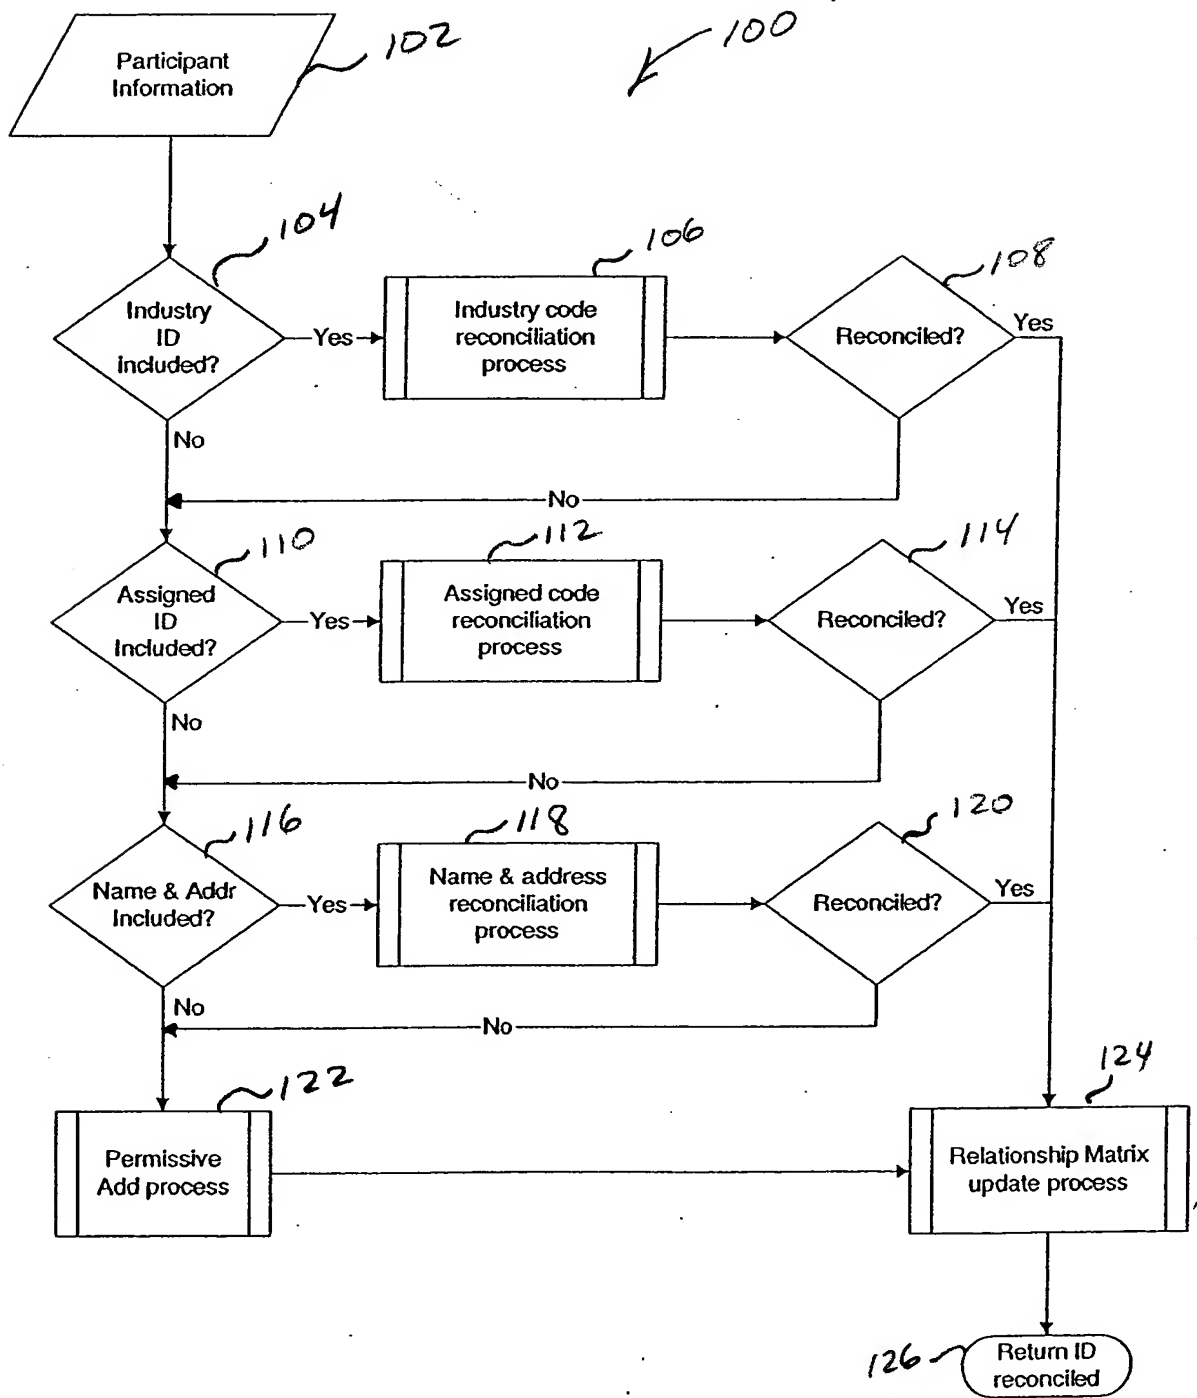 102
100
Participant
Information
104
106
108
Industry
ID
included?
Yes
Industry code
reconciliation
process
Reconciled?
Yes
No
No
110
112
114
Assigned
ID
Included?
Yes
Assigned code
reconciliation
process
Reconciled?
Yes
No
No
116
118
120
Name & Addr
Included?
Yes
Name & address
reconciliation
process
Reconciled?
Yes
No
No
122
124
Permissive
Add process
Relationship Matrix
update process
126
Return ID
reconciled